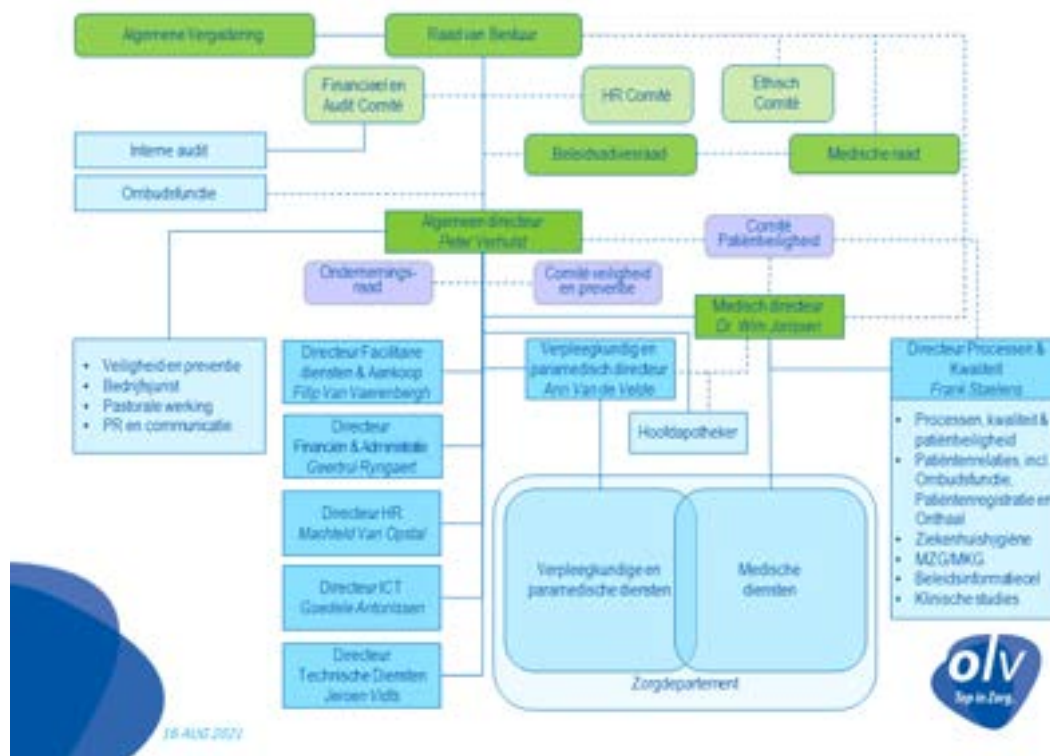 Algemene Vergadering
Raad van Bestuur
Financieel en
Audit Comité
HR Comité
Ethisch
Comité
Interne audit
Beleidsadviesraad
Medische raad
Ombudsfunctie
Algemeen directeur
Peter Verhulst
Comité
Patiëntveiligheid
Ondernemings-
raad
Comité veiligheid
en preventie
Medisch directeur
Dr. Wim Janssen
• Veiligheid en preventie
• Bedrijfsjurist
• Pastorale werking
• PR en communicatie
Directeur Facilitaire
diensten & Aankoop
Filip Van Vaerenbergh
Verpleegkundig en
paramedisch directeur
Ann Van de Velde
Directeur Processen &
Kwaliteit
Frank Staelens
Hoofdapotheker
Directeur
Financiën & Administratie
Geertrui Ryngaert
Directeur HR
Machteld Van Opstal
Directeur ICT
Goedele Antonissen
Directeur
Technische Diensten
Jeroen Vidts
Verpleegkundige en
paramedische diensten
Medische
diensten
Zorgdepartement
• Processen, kwaliteit &
patiëntveiligheid
• Patiëntenrelaties, incl.
Ombudsfunctie,
Patiëntenregistratie en
Onthaal
• Ziekenhuishygiëne
• MZG/MKG
• Beleidsinformatiecel
• Klinische studies
olv
Top in Zorg.
16-AUG 2021